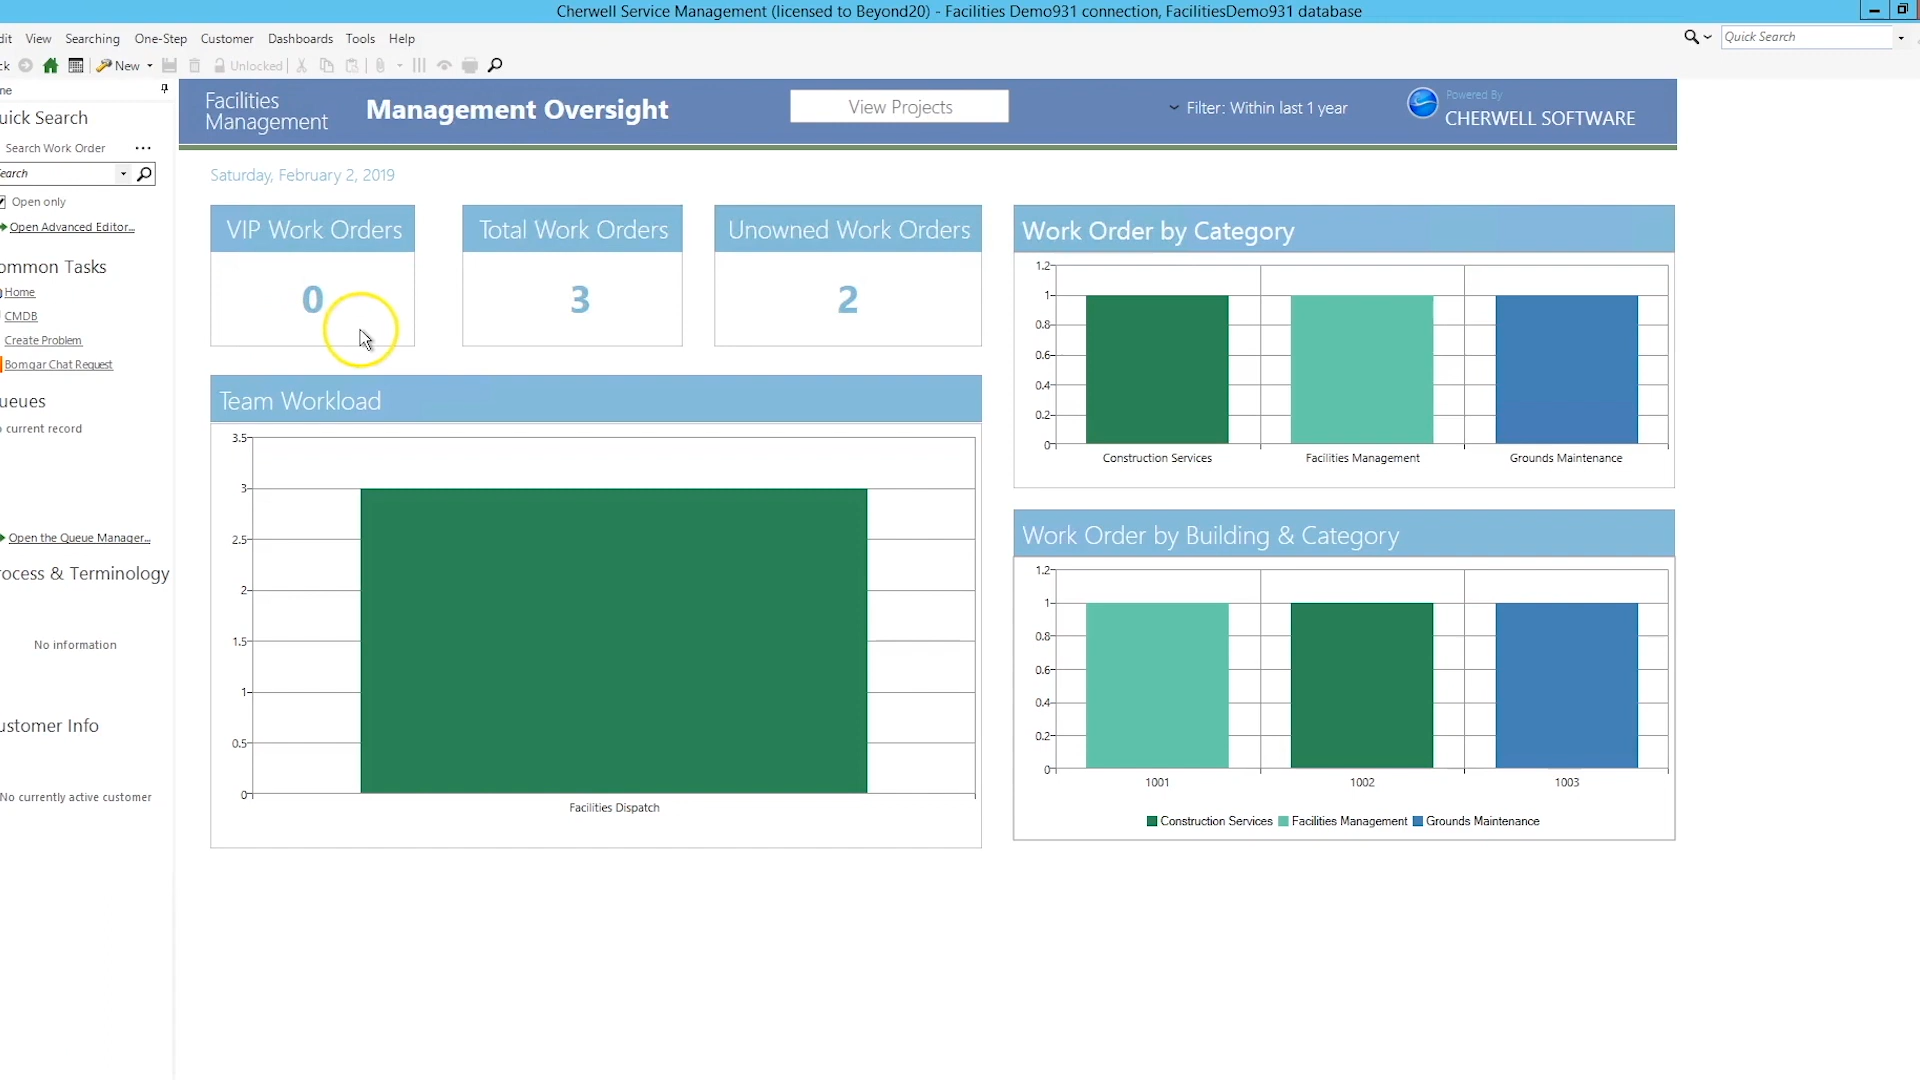 Cherwell Service Management (licensed to Beyond20) - Facilities Demo931 connection, FacilitiesDemo931 database
dit View Searching One-Step Customer Dashboards Tools Help
Quick Search
ck New Unlocked
ne
uick Search
Search Work Order ...
earch
Open only
Open Advanced Editor...
ommon Tasks
Home
CMDB
Create Problem
Bomgar Chat Request
ueues
o current record
Open the Queue Manager...
rocess & Terminology
No information
ustomer Info
No currently active customer
Facilities
Management
Management Oversight
View Projects
Filter: Within last 1 year
Powered By
CHERWELL SOFTWARE
Saturday, February 2, 2019
VIP Work Orders
0
Total Work Orders
3
Unowned Work Orders
2
Team Workload
3.5
3
2.5
2
1.5
1
0.5
0
Facilities Dispatch
Work Order by Category
1.2
1
0.8
0.6
0.4
0.2
0
Construction Services Facilities Management Grounds Maintenance
Work Order by Building & Category
1.2
1
0.8
0.6
0.4
0.2
0
1001 1002 1003
Construction Services Facilities Management Grounds Maintenance